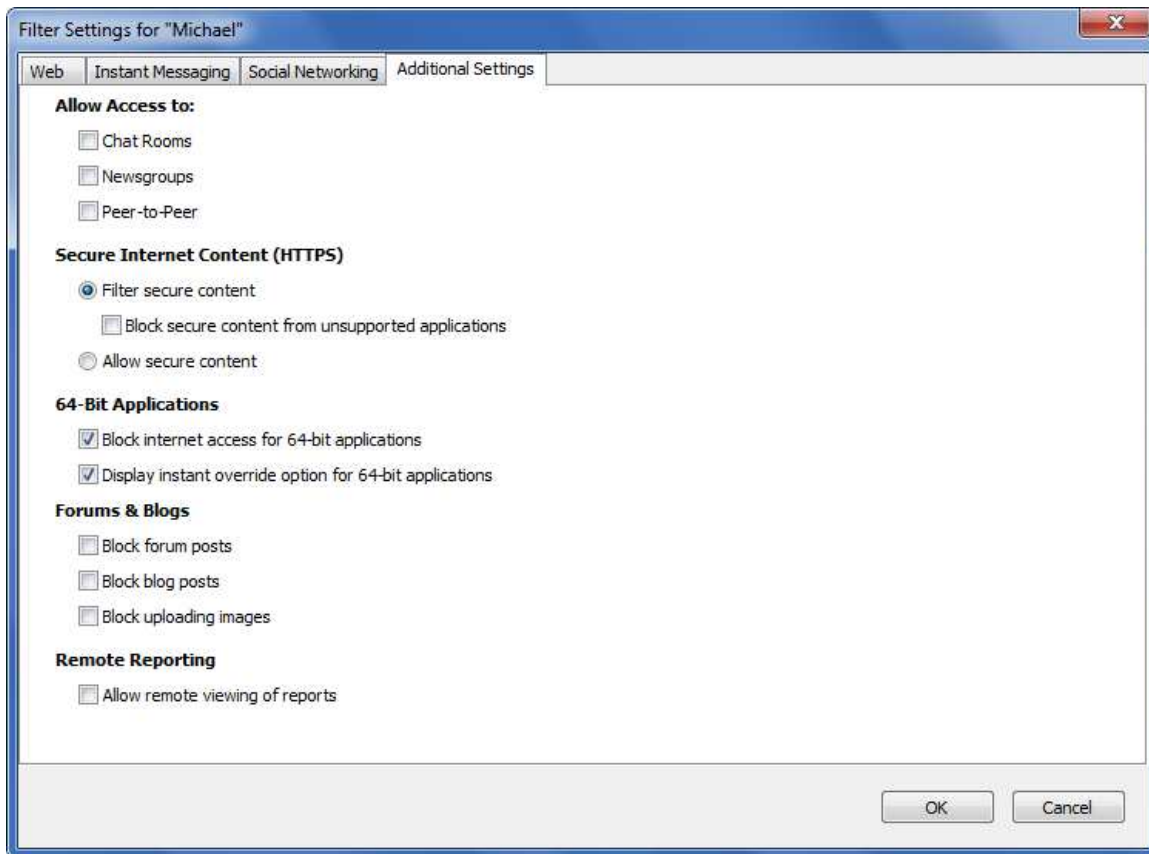 Filter Settings for "Michael"
Web Instant Messaging Social Networking Additional Settings
Allow Access to:
Chat Rooms
Newsgroups
Peer-to-Peer
Secure Internet Content (HTTPS)
Filter secure content
Block secure content from unsupported applications
Allow secure content
64-Bit Applications
Block internet access for 64-bit applications
Display instant override option for 64-bit applications
Forums & Blogs
Block forum posts
Block blog posts
Block uploading images
Remote Reporting
Allow remote viewing of reports
OK Cancel